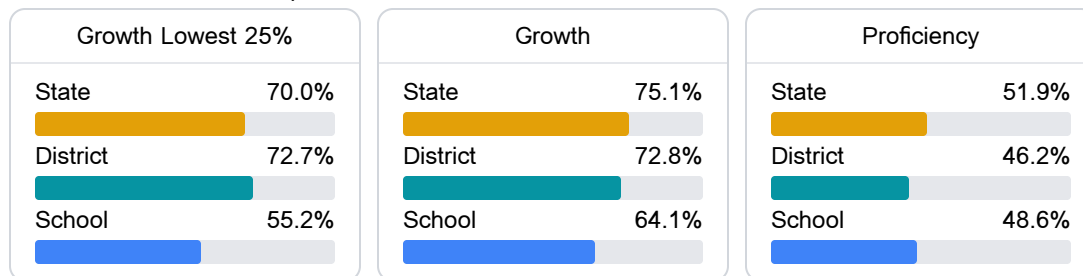 Growth Lowest 25%
State 70.0%
District 72.7%
School 55.2%
Growth
State 75.1%
District 72.8%
School 64.1%
Proficiency
State 51.9%
District 46.2%
School 48.6%